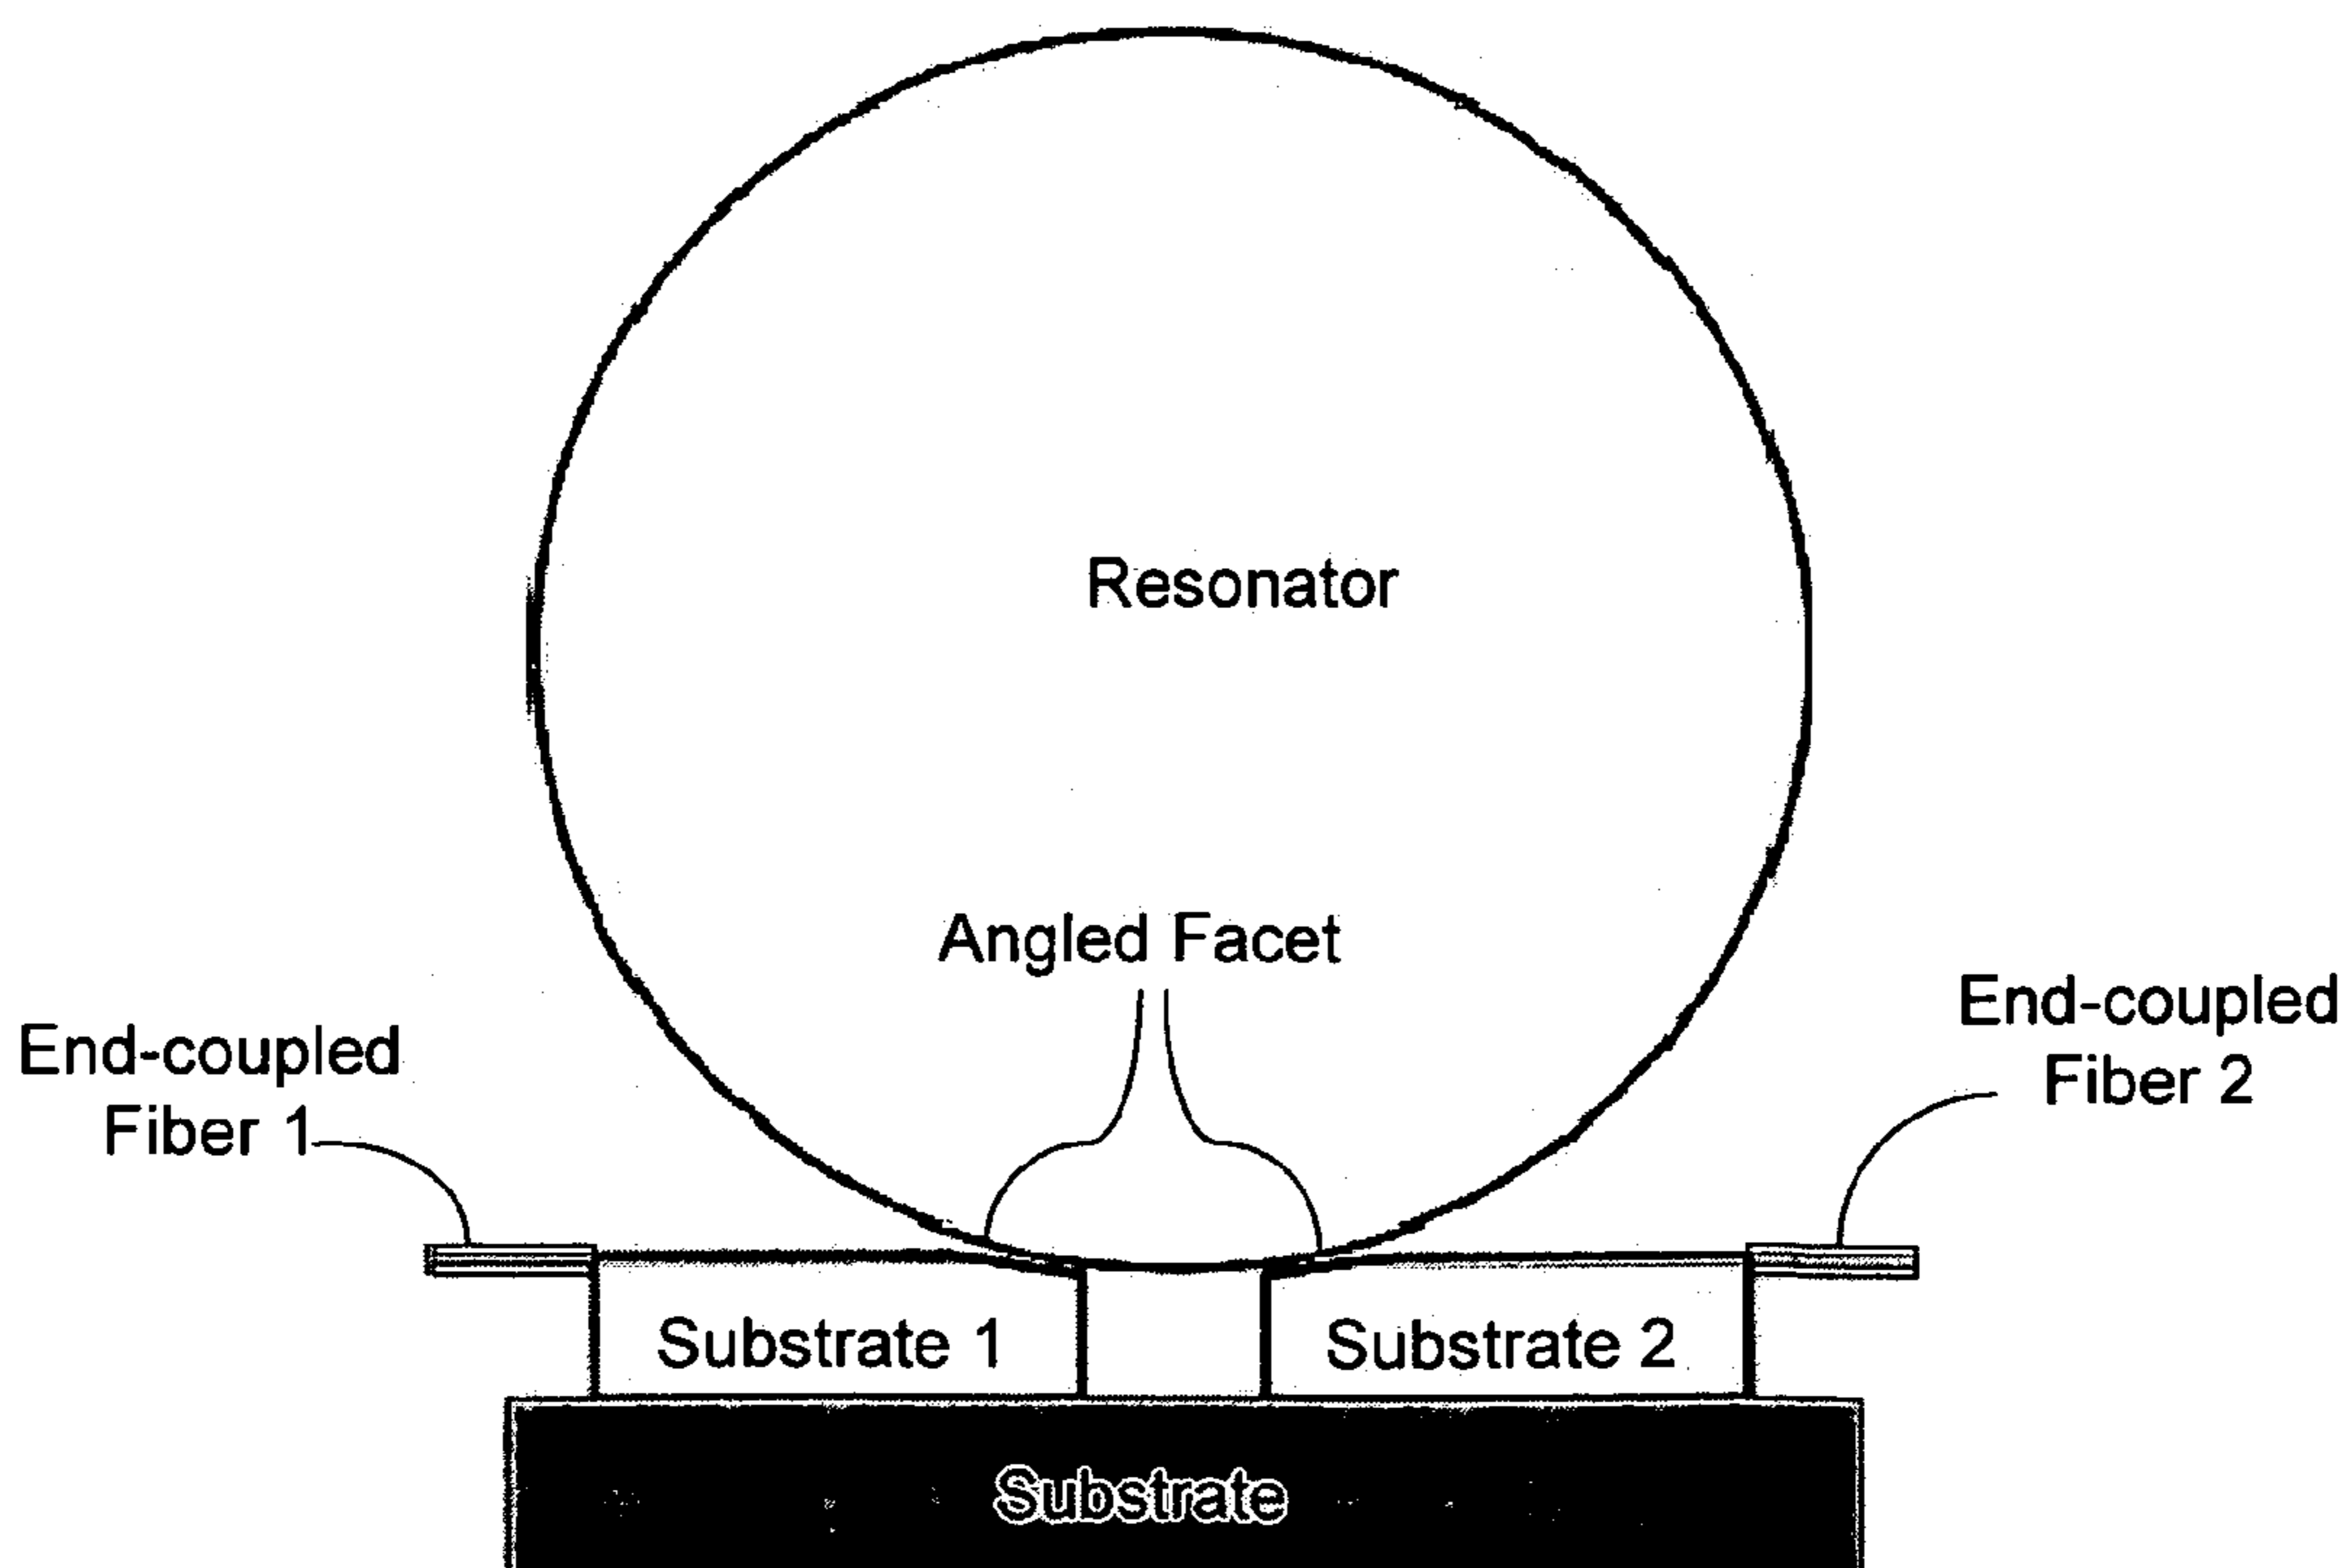 Resonator
Angled Facet
End-coupled
Fiber 1
End-coupled
Fiber 2
Substrate 1
Substrate 2
Substrate